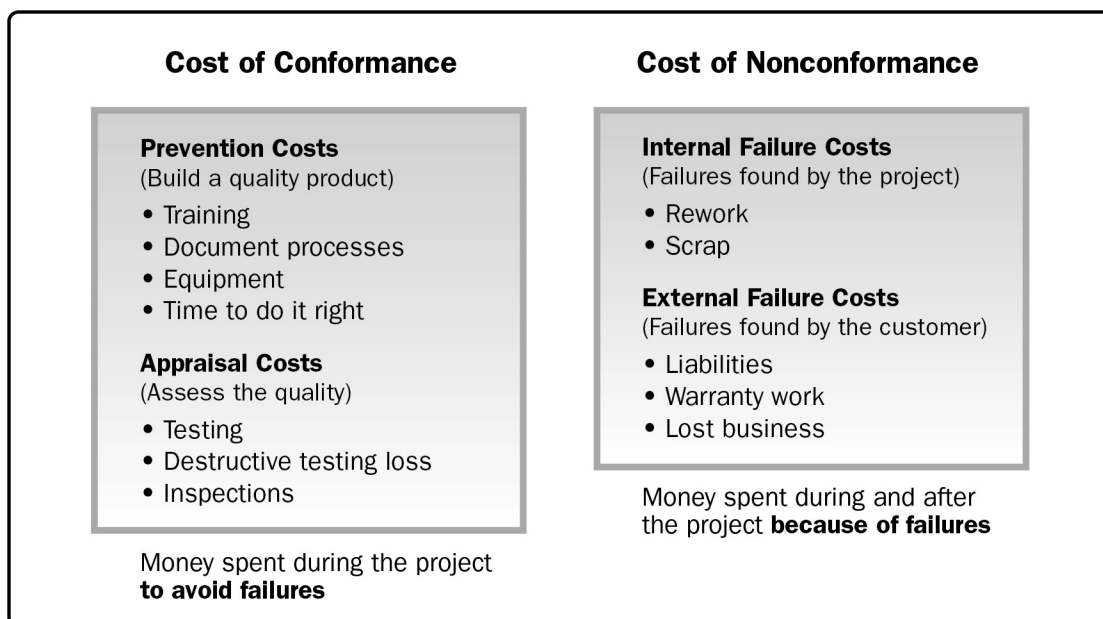 Cost of Conformance
Prevention Costs
(Build a quality product)
• Training
• Document processes
• Equipment
• Time to do it right
Appraisal Costs
(Assess the quality)
• Testing
• Destructive testing loss
• Inspections
Money spent during the project
to avoid failures
Cost of Nonconformance
Internal Failure Costs
(Failures found by the project)
• Rework
• Scrap
External Failure Costs
(Failures found by the customer)
• Liabilities
• Warranty work
• Lost business
Money spent during and after
the project because of failures